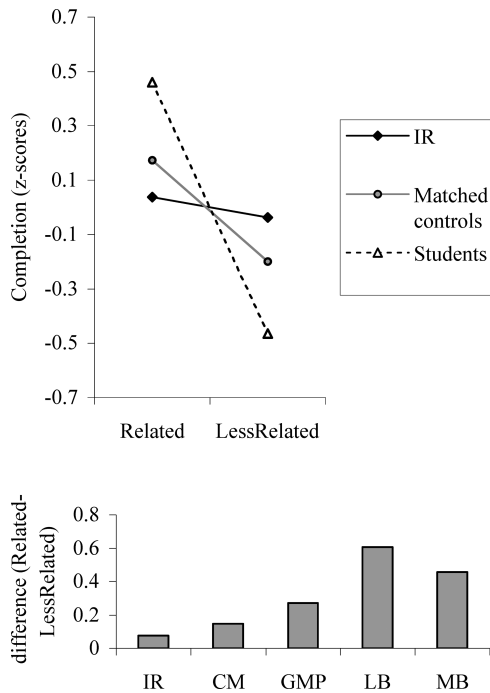 0.7
0.5
0.3
0.1
-0.1
-0.3
-0.5
-0.7
Completion (z-scores)
Related
LessRelated
IR
Matched
controls
Students
difference (Related-
LessRelated)
0.8
0.6
0.4
0.2
0
IR
CM
GMP
LB
MB